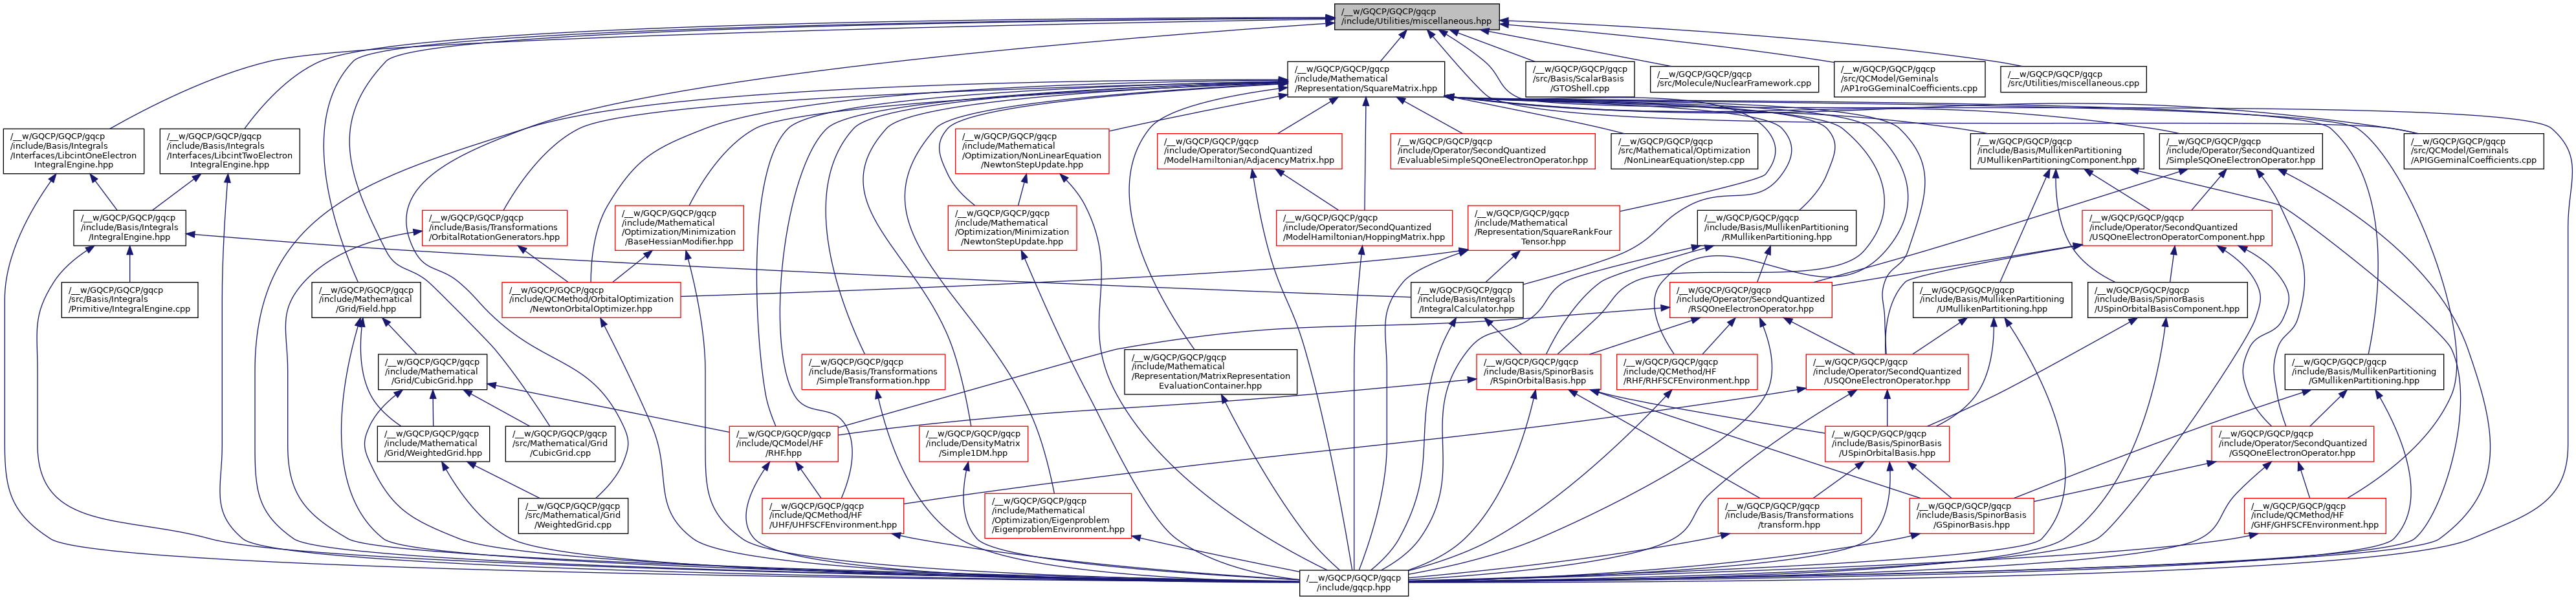 /__w/GQCP/GQCP/gqcp
/include/Utilities/miscellaneous.hpp
/__w/GQCP/GQCP/gqcp
/include/Mathematical
/Representation/SquareMatrix.hpp
/__w/GQCP/GQCP/gqcp
/src/Basis/ScalarBasis
/GTOShell.cpp
/__w/GQCP/GQCP/gqcp
/src/Molecule/NuclearFramework.cpp
/__w/GQCP/GQCP/gqcp
/src/QCModel/Geminals
/AP1roGGeminalCoefficients.cpp
/__w/GQCP/GQCP/gqcp
/src/Utilities/miscellaneous.cpp
/__w/GQCP/GQCP/gqcp
/include/Basis/Integrals
/Interfaces/LibcintOneElectron
IntegralEngine.hpp
/__w/GQCP/GQCP/gqcp
/include/Basis/Integrals
/Interfaces/LibcintTwoElectron
IntegralEngine.hpp
/__w/GQCP/GQCP/gqcp
/include/Mathematical
/Optimization/NonLinearEquation
/NewtonStepUpdate.hpp
/__w/GQCP/GQCP/gqcp
/include/Operator/SecondQuantized
/ModelHamiltonian/AdjacencyMatrix.hpp
/__w/GQCP/GQCP/gqcp
/include/Operator/SecondQuantized
/EvaluableSimpleSQOneElectronOperator.hpp
/__w/GQCP/GQCP/gqcp
/src/Mathematical/Optimization
/NonLinearEquation/step.cpp
/__w/GQCP/GQCP/gqcp
/include/Basis/MullikenPartitioning
/UMullikenPartitioningComponent.hpp
/__w/GQCP/GQCP/gqcp
/include/Operator/SecondQuantized
/SimpleSQOneElectronOperator.hpp
/__w/GQCP/GQCP/gqcp
/src/QCModel/Geminals
/APIGGeminalCoefficients.cpp
/__w/GQCP/GQCP/gqcp
/include/Basis/Integrals
/IntegralEngine.hpp
/__w/GQCP/GQCP/gqcp
/include/Basis/Transformations
/OrbitalRotationGenerators.hpp
/__w/GQCP/GQCP/gqcp
/include/Mathematical
/Optimization/Minimization
/BaseHessianModifier.hpp
/__w/GQCP/GQCP/gqcp
/include/Mathematical
/Optimization/Minimization
/NewtonStepUpdate.hpp
/__w/GQCP/GQCP/gqcp
/include/Operator/SecondQuantized
/ModelHamiltonian/HoppingMatrix.hpp
/__w/GQCP/GQCP/gqcp
/include/Mathematical
/Representation/SquareRankFour
Tensor.hpp
/__w/GQCP/GQCP/gqcp
/include/Basis/MullikenPartitioning
/RMullikenPartitioning.hpp
/__w/GQCP/GQCP/gqcp
/include/Operator/SecondQuantized
/USQOneElectronOperatorComponent.hpp
/__w/GQCP/GQCP/gqcp
/src/Basis/Integrals
/Primitive/IntegralEngine.cpp
/__w/GQCP/GQCP/gqcp
/include/Mathematical
/Grid/Field.hpp
/__w/GQCP/GQCP/gqcp
/include/QCMethod/OrbitalOptimization
/NewtonOrbitalOptimizer.hpp
/__w/GQCP/GQCP/gqcp
/include/Basis/Integrals
/IntegralCalculator.hpp
/__w/GQCP/GQCP/gqcp
/include/Operator/SecondQuantized
/RSQOneElectronOperator.hpp
/__w/GQCP/GQCP/gqcp
/include/Basis/MullikenPartitioning
/UMullikenPartitioning.hpp
/__w/GQCP/GQCP/gqcp
/include/Basis/SpinorBasis
/USpinOrbitalBasisComponent.hpp
/__w/GQCP/GQCP/gqcp
/include/Mathematical
/Grid/CubicGrid.hpp
/__w/GQCP/GQCP/gqcp
/include/Basis/Transformations
/SimpleTransformation.hpp
/__w/GQCP/GQCP/gqcp
/include/Mathematical
/Representation/MatrixRepresentation
EvaluationContainer.hpp
/__w/GQCP/GQCP/gqcp
/include/Basis/SpinorBasis
/RSpinOrbitalBasis.hpp
/__w/GQCP/GQCP/gqcp
/include/QCMethod/HF
/RHF/RHFSCFEnvironment.hpp
/__w/GQCP/GQCP/gqcp
/include/Operator/SecondQuantized
/USQOneElectronOperator.hpp
/__w/GQCP/GQCP/gqcp
/include/Basis/MullikenPartitioning
/GMullikenPartitioning.hpp
/__w/GQCP/GQCP/gqcp
/include/Mathematical
/Grid/WeightedGrid.hpp
/__w/GQCP/GQCP/gqcp
/src/Mathematical/Grid
/CubicGrid.cpp
/__w/GQCP/GQCP/gqcp
/include/QCModel/HF
/RHF.hpp
/__w/GQCP/GQCP/gqcp
/include/DensityMatrix
/Simple1DM.hpp
/__w/GQCP/GQCP/gqcp
/include/Basis/SpinorBasis
/USpinOrbitalBasis.hpp
/__w/GQCP/GQCP/gqcp
/include/Operator/SecondQuantized
/GSQOneElectronOperator.hpp
/__w/GQCP/GQCP/gqcp
/src/Mathematical/Grid
/WeightedGrid.cpp
/__w/GQCP/GQCP/gqcp
/include/QCMethod/HF
/UHF/UHFSCFEnvironment.hpp
/__w/GQCP/GQCP/gqcp
/include/Mathematical
/Optimization/Eigenproblem
/EigenproblemEnvironment.hpp
/__w/GQCP/GQCP/gqcp
/include/Basis/Transformations
/transform.hpp
/__w/GQCP/GQCP/gqcp
/include/Basis/SpinorBasis
/GSpinorBasis.hpp
/__w/GQCP/GQCP/gqcp
/include/QCMethod/HF
/GHF/GHFSCFEnvironment.hpp
/__w/GQCP/GQCP/gqcp
/include/gqcp.hpp